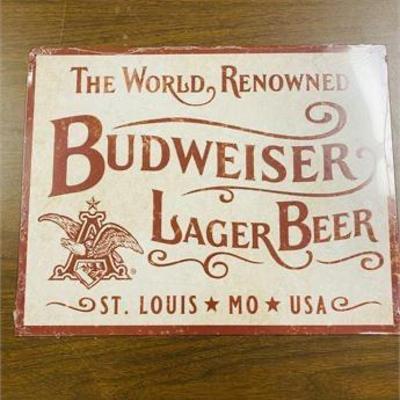 THE WORLD, RENOWNED
BUDWEISER
LAGER BEER
A
ST. LOUIS ★ MO ★ USA